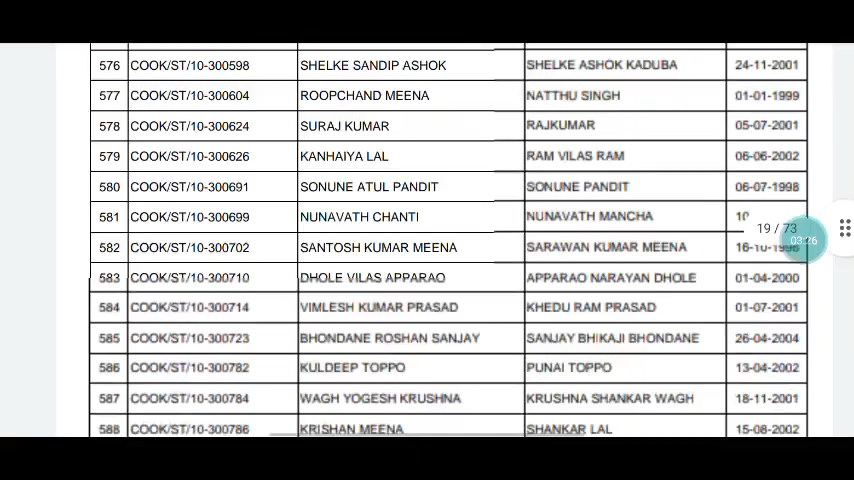 576 COOK/ST/10-300598 SHELKE SANDIP ASHOK SHELKE ASHOK KADUBA 24-11-2001
577 COOK/ST/10-300604 ROOPCHAND MEENA NATTHU SINGH 01-01-1999
578 COOK/ST/10-300624 SURAJ KUMAR RAJKUMAR 05-07-2001
579 COOK/ST/10-300626 KANHAIYA LAL RAM VILAS RAM 06-06-2002
580 COOK/ST/10-300691 SONUNE ATUL PANDIT SONUNE PANDIT 06-07-1998
581 COOK/ST/10-300699 NUNAVATH CHANTI NUNAVATH MANCHA
19 / 73
03:26
582 COOK/ST/10-300702 SANTOSH KUMAR MEENA SARAWAN KUMAR MEENA
583 COOK/ST/10-300710 DHOLE VILAS APPARAO APPARAO NARAYAN DHOLE 01-04-2000
584 COOK/ST/10-300714 VIMLESH KUMAR PRASAD KHEDU RAM PRASAD 01-07-2001
585 COOK/ST/10-300723 BHONDANE ROSHAN SANJAY SANJAY BHIKAJI BHONDANE 26-04-2004
586 COOK/ST/10-300782 KULDEEP TOPPO PUNAI TOPPO 13-04-2002
587 COOK/ST/10-300784 WAGH YOGESH KRUSHNA KRUSHNA SHANKAR WAGH 18-11-2001
588 COOK/ST/10-300786 KRISHAN MEENA SHANKAR LAL 15-08-2002